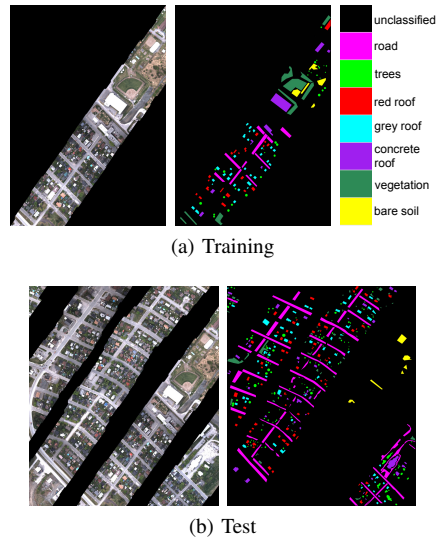 unclassified
road
trees
red roof
grey roof
concrete
roof
vegetation
bare soil
(a) Training
(b) Test